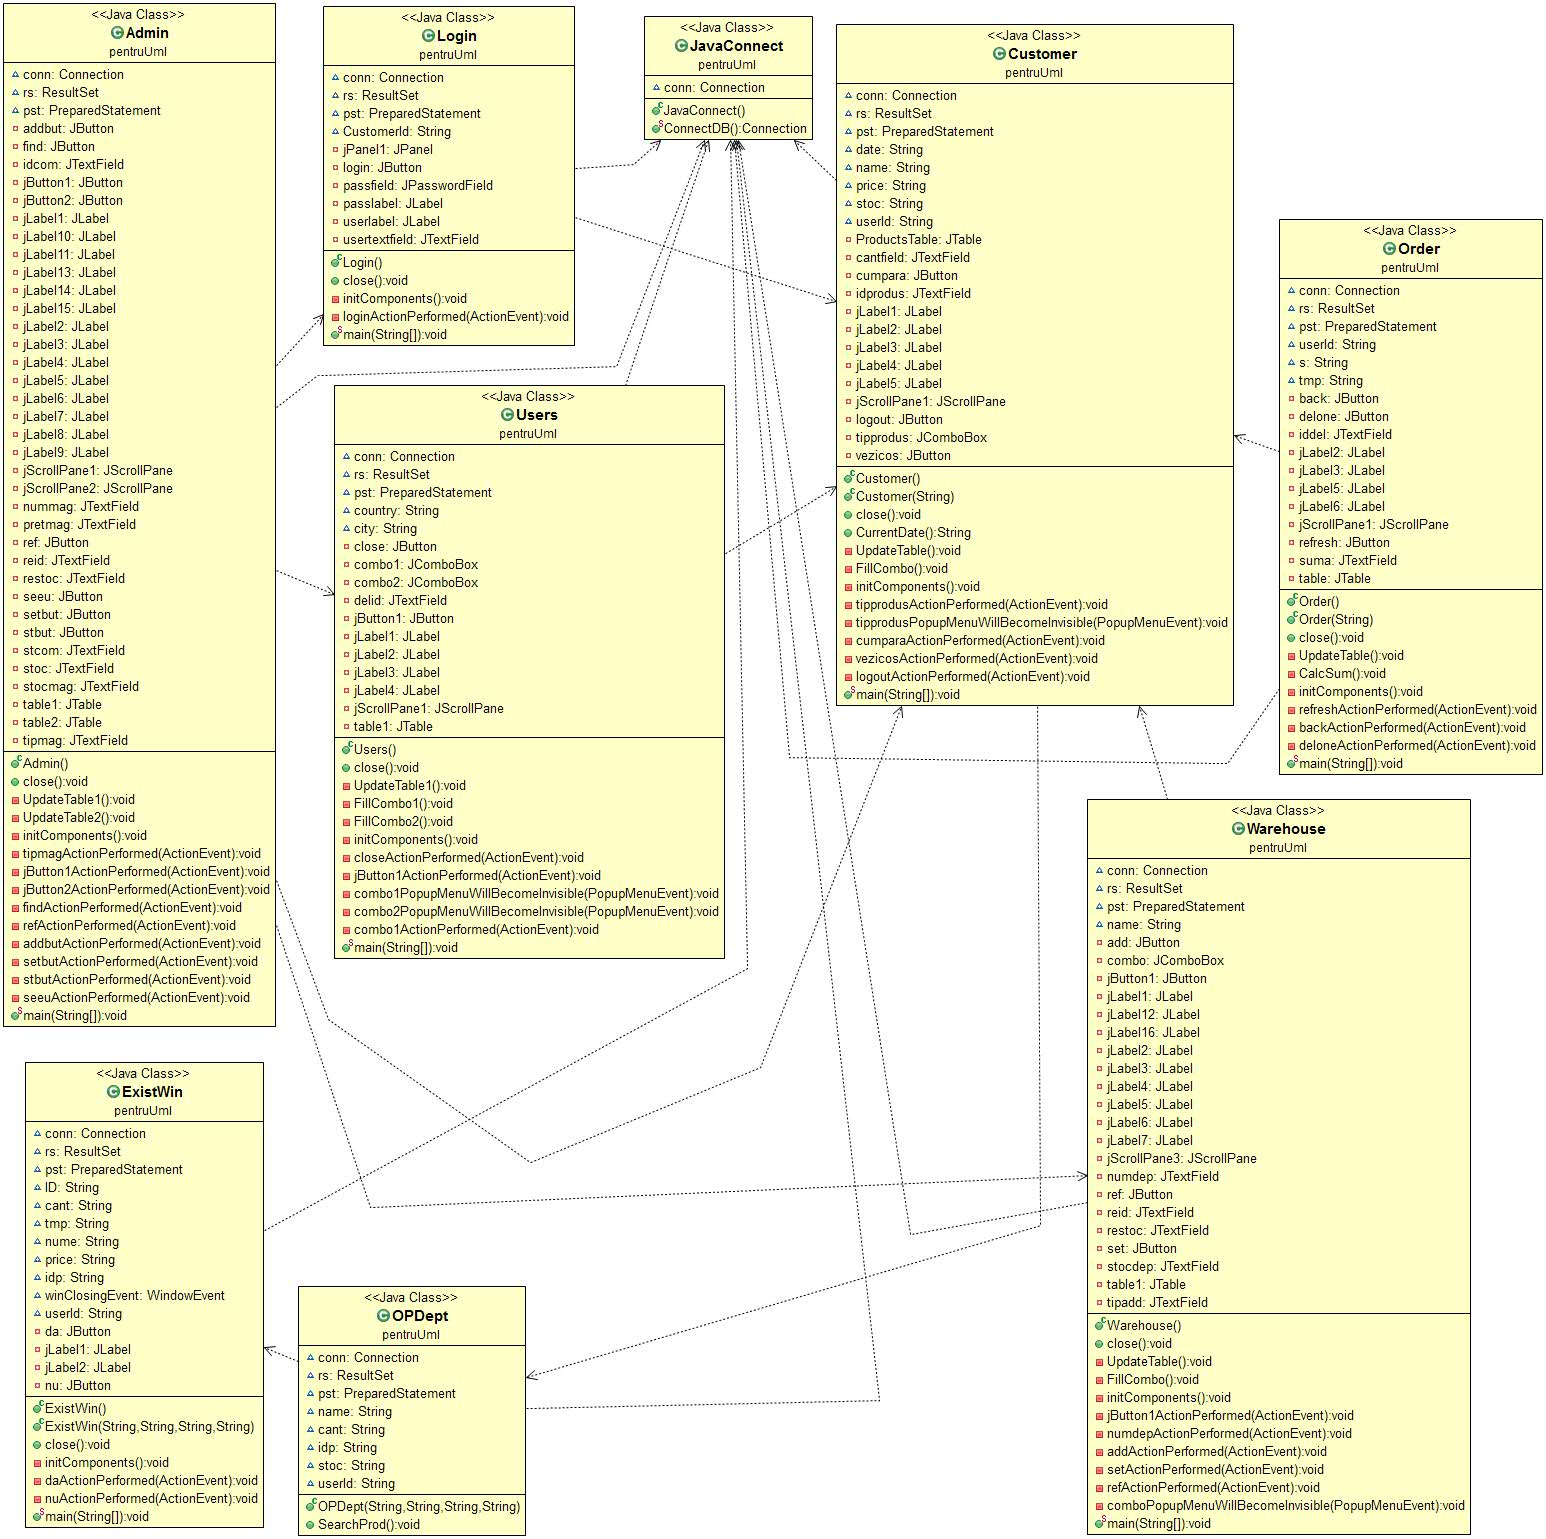 <<Java Class>>
Admin
pentruUml
conn: Connection
rs: ResultSet
pst: PreparedStatement
addbut: JButton
find: JButton
idcom: JTextField
jButton1: JButton
jButton2: JButton
jLabel1: JLabel
jLabel10: JLabel
jLabel11: JLabel
jLabel13: JLabel
jLabel14: JLabel
jLabel15: JLabel
jLabel2: JLabel
jLabel3: JLabel
jLabel4: JLabel
jLabel5: JLabel
jLabel6: JLabel
jLabel7: JLabel
jLabel8: JLabel
jLabel9: JLabel
jScrollPane1: JScrollPane
jScrollPane2: JScrollPane
nummag: JTextField
pretmag: JTextField
ref: JButton
reid: JTextField
restoc: JTextField
seeu: JButton
setbut: JButton
stbut: JButton
stcom: JTextField
stoc: JTextField
stocmag: JTextField
table1: JTable
table2: JTable
tipmag: JTextField
Admin()
close():void
UpdateTable1():void
UpdateTable2():void
initComponents():void
tipmagActionPerformed(ActionEvent):void
jButton1ActionPerformed(ActionEvent):void
jButton2ActionPerformed(ActionEvent):void
findActionPerformed(ActionEvent):void
refActionPerformed(ActionEvent):void
addbutActionPerformed(ActionEvent):void
setbutActionPerformed(ActionEvent):void
stbutActionPerformed(ActionEvent):void
seeuActionPerformed(ActionEvent):void
main(String[]):void
<<Java Class>>
Login
pentruUml
conn: Connection
rs: ResultSet
pst: PreparedStatement
CustomerId: String
jPanel1: JPanel
login: JButton
passfield: JPasswordField
passlabel: JLabel
userlabel: JLabel
usertextfield: JTextField
Login()
close():void
initComponents():void
loginActionPerformed(ActionEvent):void
main(String[]):void
<<Java Class>>
JavaConnect
pentruUml
conn: Connection
JavaConnect()
ConnectDB():Connection
<<Java Class>>
Customer
pentruUml
conn: Connection
rs: ResultSet
pst: PreparedStatement
date: String
name: String
price: String
stoc: String
userId: String
ProductsTable: JTable
cantfield: JTextField
cumpara: JButton
idprodus: JTextField
jLabel1: JLabel
jLabel2: JLabel
jLabel3: JLabel
jLabel4: JLabel
jLabel5: JLabel
jScrollPane1: JScrollPane
logout: JButton
tipprodus: JComboBox
vezicos: JButton
Customer()
Customer(String)
close():void
CurrentDate():String
UpdateTable():void
FillCombo():void
initComponents():void
tipprodusActionPerformed(ActionEvent):void
tipprodusPopupMenuWillBecomeInvisible(PopupMenuEvent):void
cumparaActionPerformed(ActionEvent):void
vezicosActionPerformed(ActionEvent):void
logoutActionPerformed(ActionEvent):void
main(String[]):void
<<Java Class>>
Order
pentruUml
conn: Connection
rs: ResultSet
pst: PreparedStatement
userId: String
s: String
tmp: String
back: JButton
delone: JButton
iddel: JTextField
jLabel2: JLabel
jLabel3: JLabel
jLabel5: JLabel
jLabel6: JLabel
jScrollPane1: JScrollPane
refresh: JButton
suma: JTextField
table: JTable
Order()
Order(String)
close():void
UpdateTable():void
CalcSum():void
initComponents():void
refreshActionPerformed(ActionEvent):void
backActionPerformed(ActionEvent):void
deloneActionPerformed(ActionEvent):void
main(String[]):void
<<Java Class>>
Users
pentruUml
conn: Connection
rs: ResultSet
pst: PreparedStatement
country: String
city: String
close: JButton
combo1: JComboBox
combo2: JComboBox
delid: JTextField
jButton1: JButton
jLabel1: JLabel
jLabel2: JLabel
jLabel3: JLabel
jLabel4: JLabel
jScrollPane1: JScrollPane
table1: JTable
Users()
close():void
UpdateTable1():void
FillCombo1():void
FillCombo2():void
initComponents():void
closeActionPerformed(ActionEvent):void
jButton1ActionPerformed(ActionEvent):void
combo1PopupMenuWillBecomeInvisible(PopupMenuEvent):void
combo2PopupMenuWillBecomeInvisible(PopupMenuEvent):void
combo1ActionPerformed(ActionEvent):void
main(String[]):void
<<Java Class>>
Warehouse
pentruUml
conn: Connection
rs: ResultSet
pst: PreparedStatement
name: String
add: JButton
combo: JComboBox
jButton1: JButton
jLabel1: JLabel
jLabel12: JLabel
jLabel16: JLabel
jLabel2: JLabel
jLabel3: JLabel
jLabel4: JLabel
jLabel5: JLabel
jLabel6: JLabel
jLabel7: JLabel
jScrollPane3: JScrollPane
numdep: JTextField
ref: JButton
reid: JTextField
restoc: JTextField
set: JButton
stocdep: JTextField
table1: JTable
tipadd: JTextField
Warehouse()
close():void
UpdateTable():void
FillCombo():void
initComponents():void
jButton1ActionPerformed(ActionEvent):void
numdepActionPerformed(ActionEvent):void
addActionPerformed(ActionEvent):void
setActionPerformed(ActionEvent):void
refActionPerformed(ActionEvent):void
comboPopupMenuWillBecomeInvisible(PopupMenuEvent):void
main(String[]):void
<<Java Class>>
ExistWin
pentruUml
conn: Connection
rs: ResultSet
pst: PreparedStatement
ID: String
cant: String
tmp: String
nume: String
price: String
idp: String
winClosingEvent: WindowEvent
userId: String
da: JButton
jLabel1: JLabel
jLabel2: JLabel
nu: JButton
ExistWin()
ExistWin(String,String,String,String)
close():void
initComponents():void
daActionPerformed(ActionEvent):void
nuActionPerformed(ActionEvent):void
main(String[]):void
<<Java Class>>
OPDept
pentruUml
conn: Connection
rs: ResultSet
pst: PreparedStatement
name: String
cant: String
idp: String
stoc: String
userId: String
OPDept(String,String,String,String)
SearchProd():void